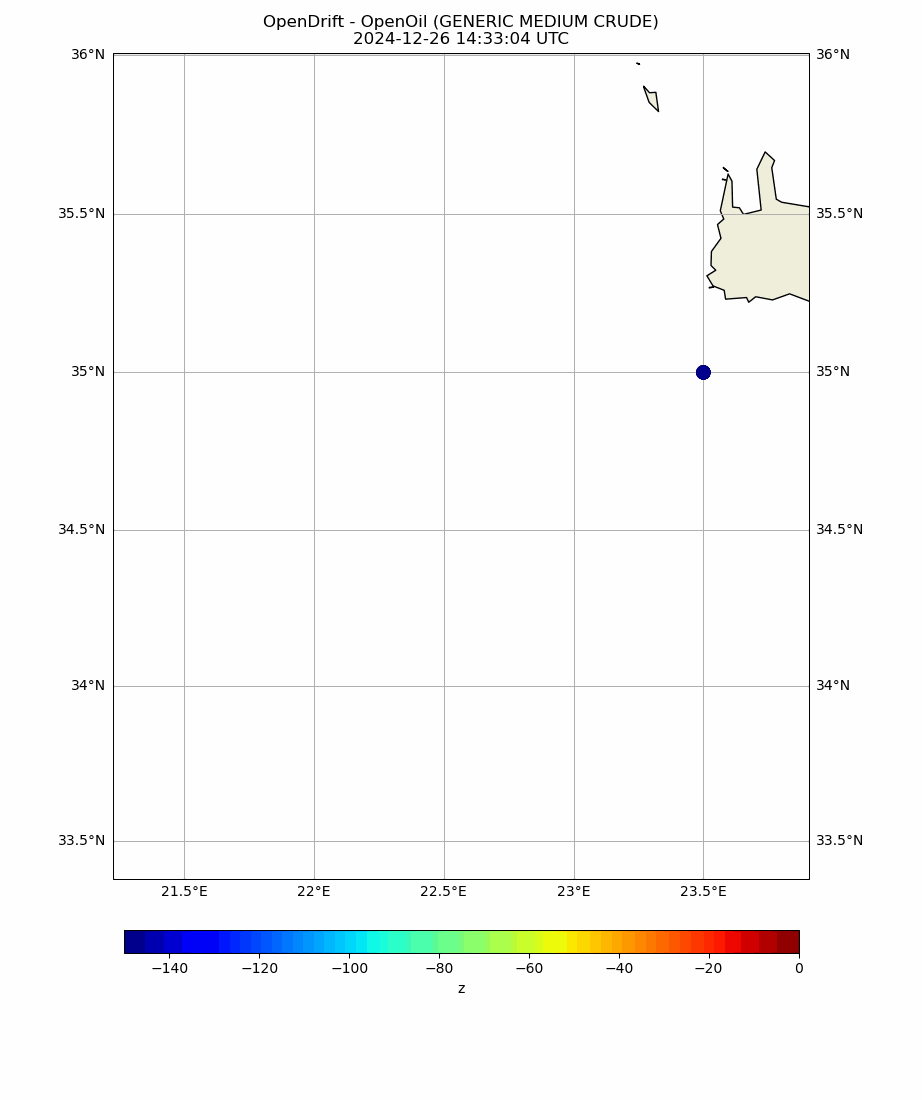 OpenDrift - OpenOil (GENERIC MEDIUM CRUDE)
2024-12-26 14:33:04 UTC
36°N 36°N
35.5°N 35.5°N
35°N 35°N
34.5°N 34.5°N
34°N 34°N
33.5°N 33.5°N
21.5°E 22°E 22.5°E 23°E 23.5°E
−140 −120 −100 −80 −60 −40 −20 0
z